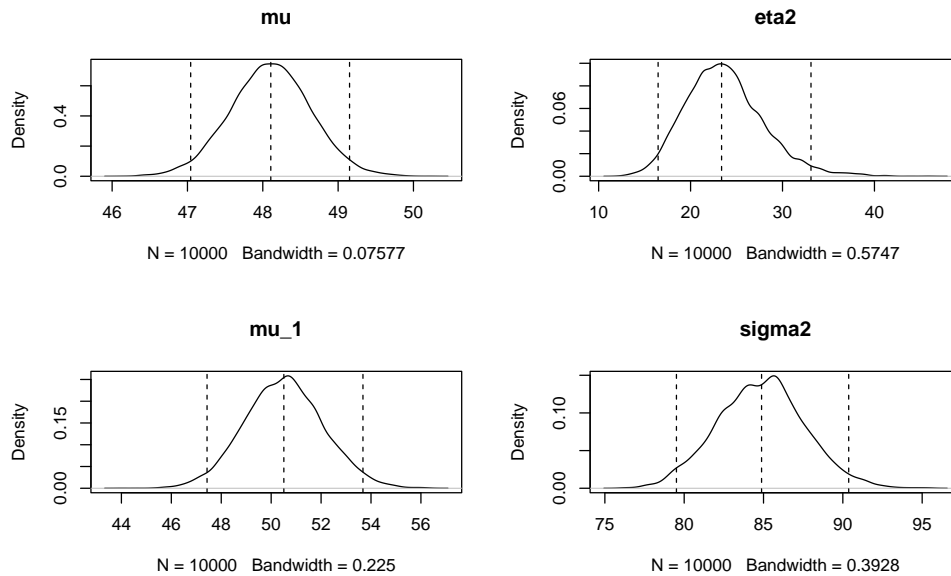 mu
Density
0.0 0.4
46 47 48 49 50
N = 10000 Bandwidth = 0.07577
eta2
Density
0.00 0.06
10 20 30 40
N = 10000 Bandwidth = 0.5747
mu_1
Density
0.00 0.15
44 46 48 50 52 54 56
N = 10000 Bandwidth = 0.225
sigma2
Density
0.00 0.10
75 80 85 90 95
N = 10000 Bandwidth = 0.3928